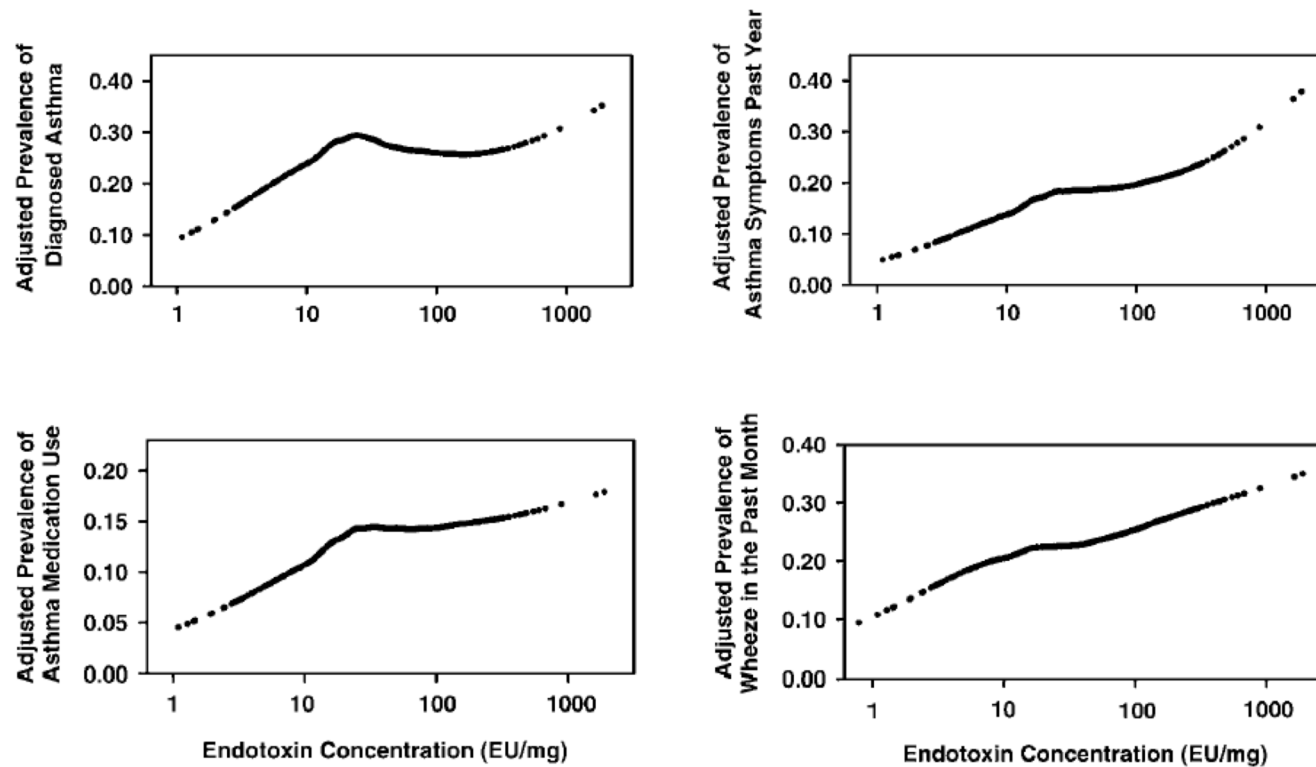 Adjusted Prevalence of
Diagnosed Asthma
0.40
0.30
0.20
0.10
0.00
1 10 100 1000
Adjusted Prevalence of
Asthma Symptoms Past Year
0.40
0.30
0.20
0.10
0.00
1 10 100 1000
Adjusted Prevalence of
Asthma Medication Use
0.20
0.15
0.10
0.05
0.00
1 10 100 1000
Endotoxin Concentration (EU/mg)
Adjusted Prevalence of
Wheeze in the Past Month
0.40
0.30
0.20
0.10
0.00
1 10 100 1000
Endotoxin Concentration (EU/mg)